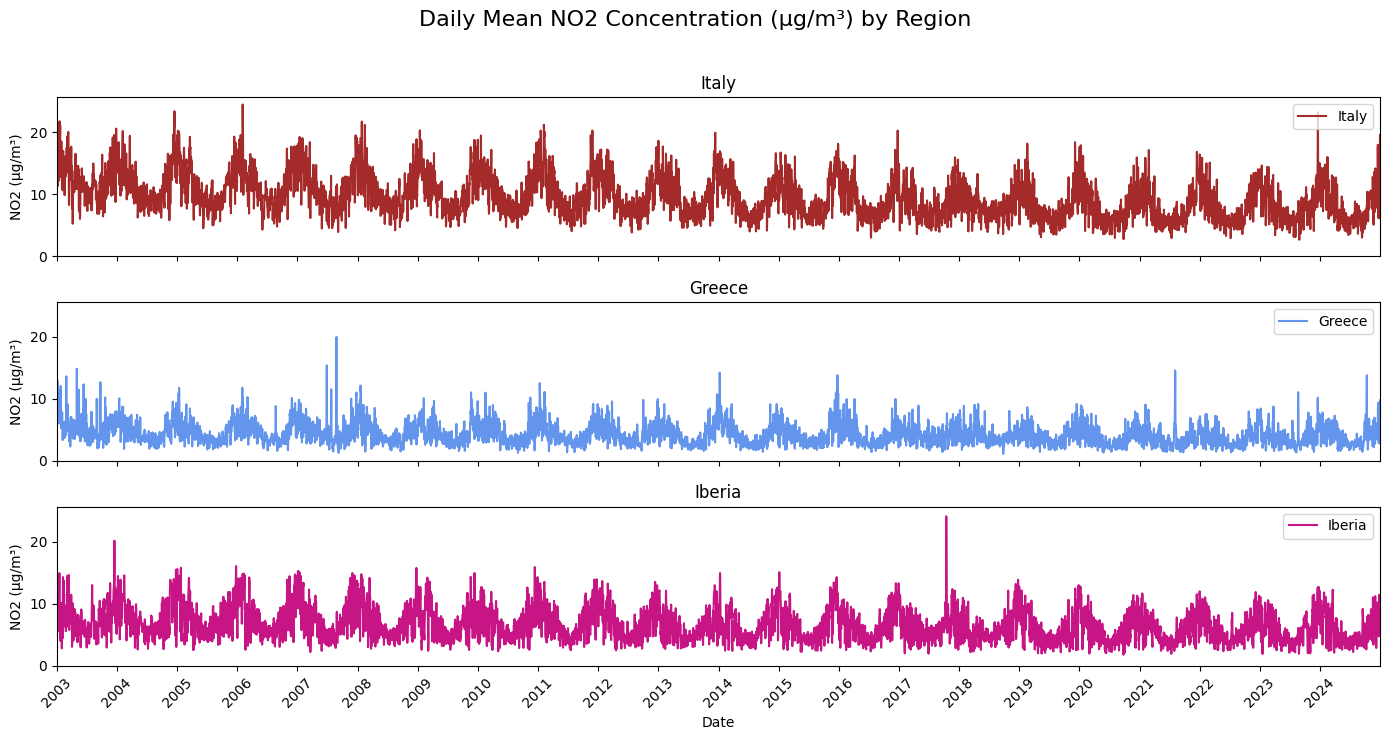 Daily Mean NO2 Concentration (µg/m³) by Region
Italy
NO2 (µg/m³)
20
10
0
Italy
Greece
NO2 (µg/m³)
20
10
0
Greece
Iberia
NO2 (µg/m³)
20
10
0
Iberia
2003 2004 2005 2006 2007 2008 2009 2010 2011 2012 2013 2014 2015 2016 2017 2018 2019 2020 2021 2022 2023 2024
Date